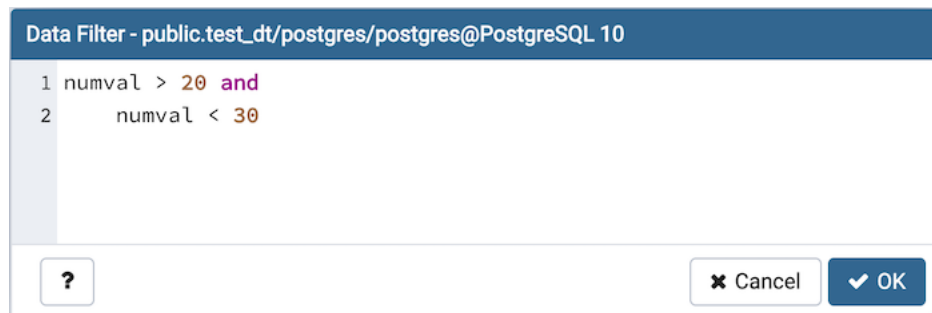 Data Filter - public.test_dt/postgres/postgres@PostgreSQL 10
1 numval > 20 and
2 numval < 30
?
✖ Cancel
✔ OK